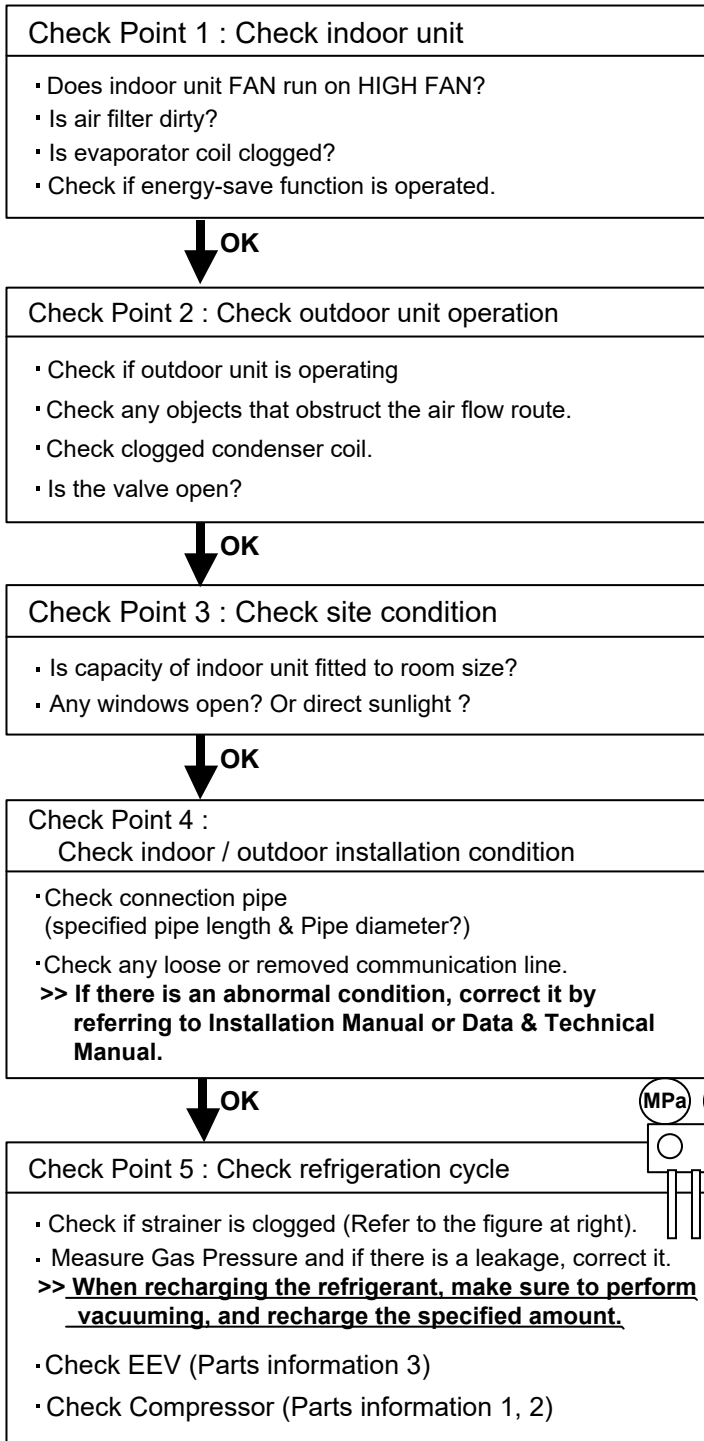 Check Point 1 : Check indoor unit
· Does indoor unit FAN run on HIGH FAN?
· Is air filter dirty?
· Is evaporator coil clogged?
· Check if energy-save function is operated.
OK
Check Point 2 : Check outdoor unit operation
· Check if outdoor unit is operating
· Check any objects that obstruct the air flow route.
· Check clogged condenser coil.
· Is the valve open?
OK
Check Point 3 : Check site condition
· Is capacity of indoor unit fitted to room size?
· Any windows open? Or direct sunlight ?
OK
Check Point 4 :
Check indoor / outdoor installation condition
· Check connection pipe
(specified pipe length & Pipe diameter?)
· Check any loose or removed communication line.
>> If there is an abnormal condition, correct it by
referring to Installation Manual or Data & Technical
Manual.
OK
MPa
Check Point 5 : Check refrigeration cycle
· Check if strainer is clogged (Refer to the figure at right).
· Measure Gas Pressure and if there is a leakage, correct it.
>> When recharging the refrigerant, make sure to perform
vacuuming, and recharge the specified amount.
· Check EEV (Parts information 3)
· Check Compressor (Parts information 1, 2)